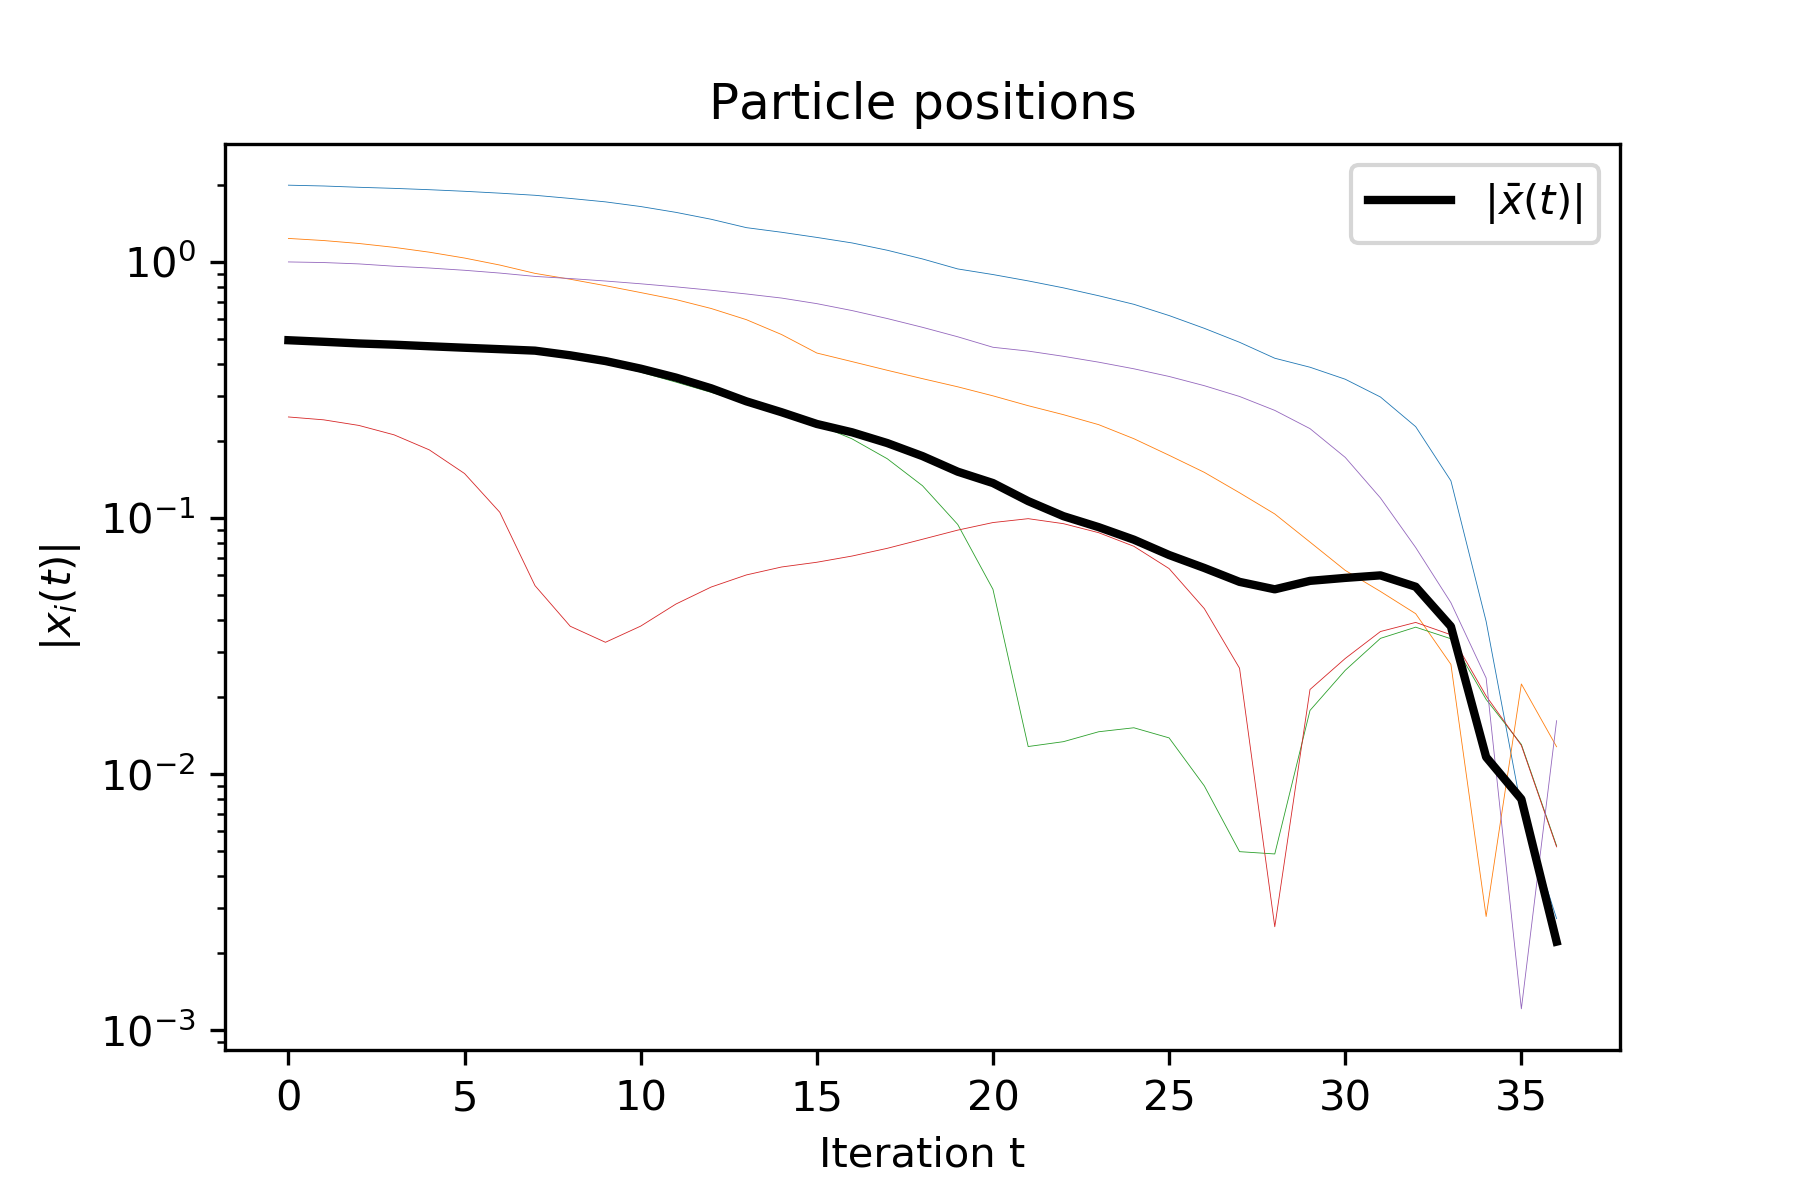 Particle positions
|x̄(t)|
|xᵢ(t)|
10⁰
10⁻¹
10⁻²
10⁻³
0 5 10 15 20 25 30 35
Iteration t